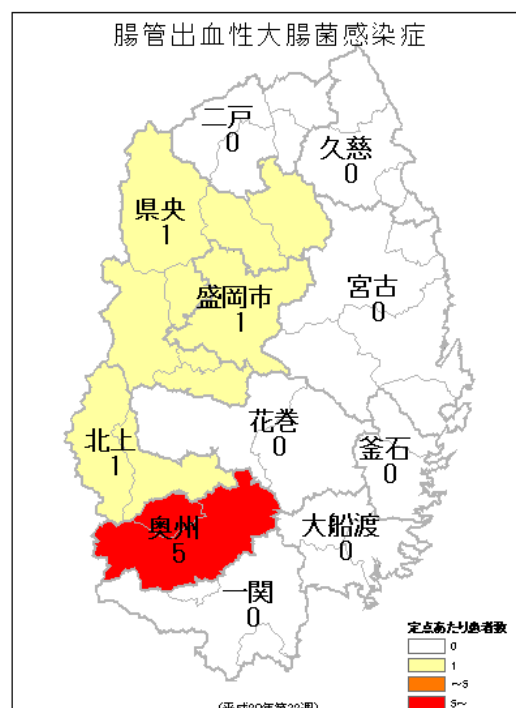 腸管出血性大腸菌感染症
二戸
0
久慈
0
県央
1
盛岡市
1
宮古
0
花巻
0
北上
1
釜石
0
奥州
5
大船渡
0
一関
0
定点あたり患者数
0
1
～5
5～